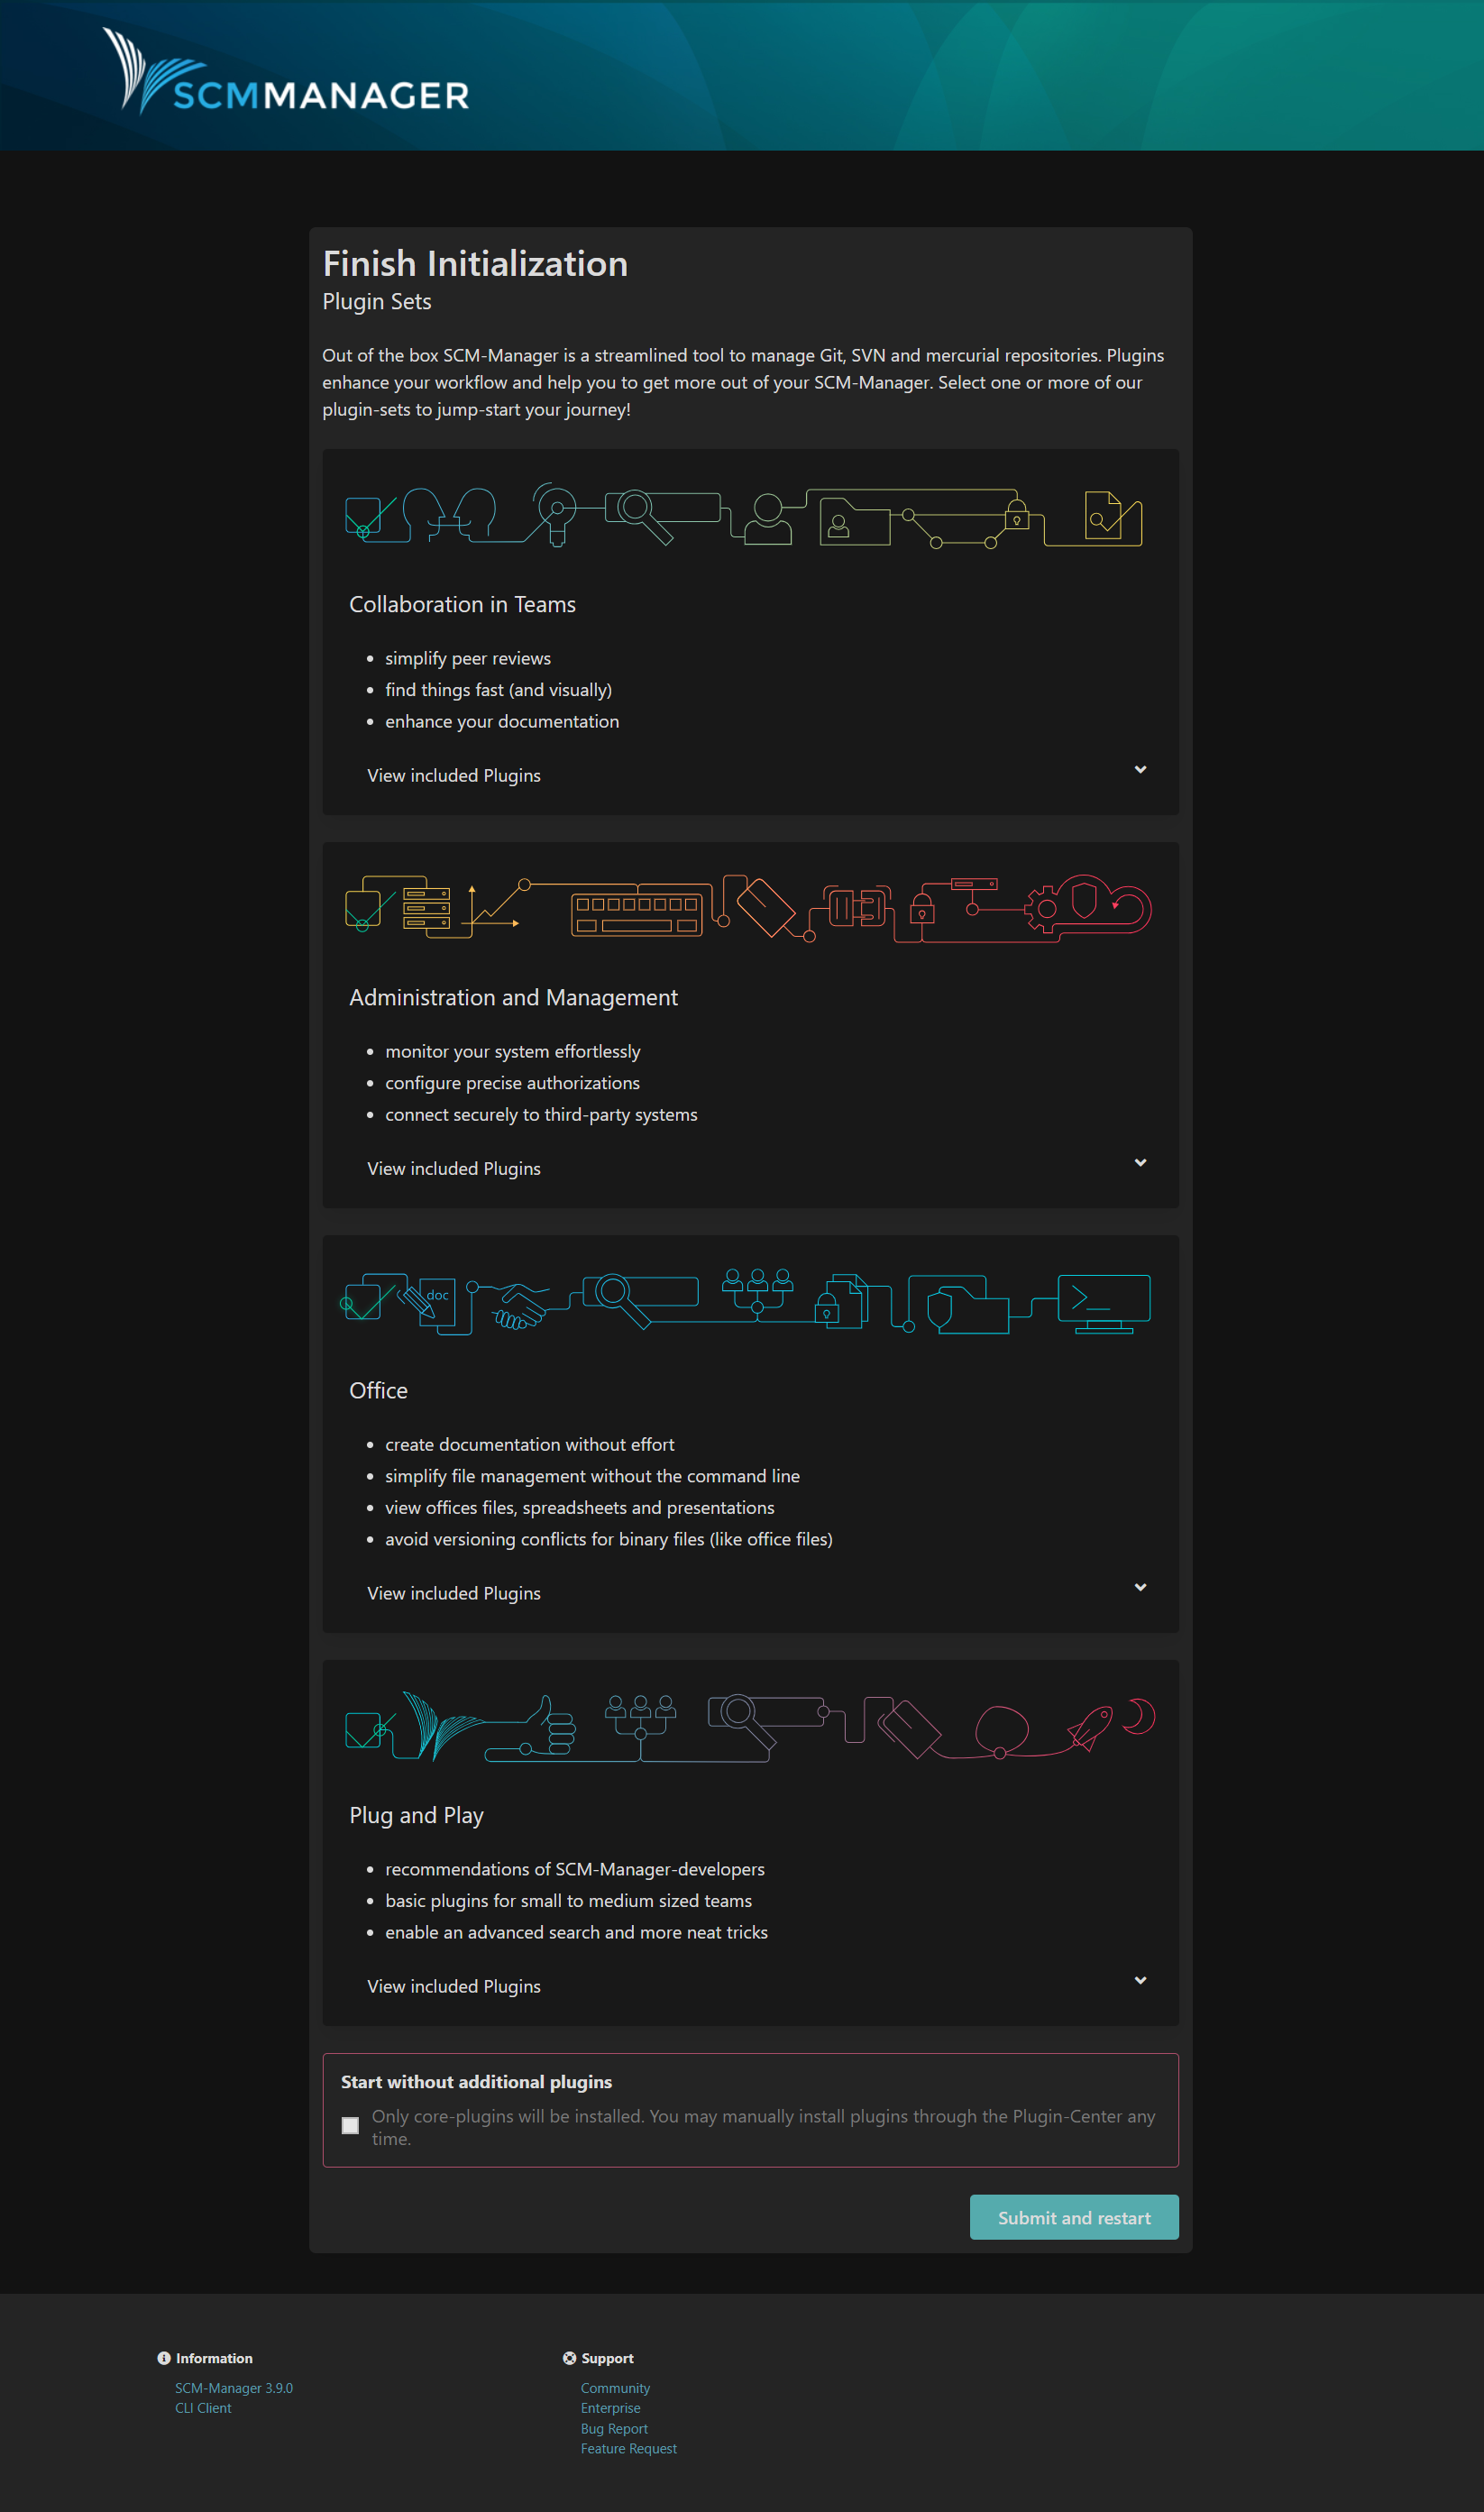 SCMMANAGER
Finish Initialization
Plugin Sets
Out of the box SCM-Manager is a streamlined tool to manage Git, SVN and mercurial repositories. Plugins
enhance your workflow and help you to get more out of your SCM-Manager. Select one or more of our
plugin-sets to jump-start your journey!
Collaboration in Teams
simplify peer reviews
find things fast (and visually)
enhance your documentation
View included Plugins
Administration and Management
monitor your system effortlessly
configure precise authorizations
connect securely to third-party systems
View included Plugins
doc
Office
create documentation without effort
simplify file management without the command line
view offices files, spreadsheets and presentations
avoid versioning conflicts for binary files (like office files)
View included Plugins
Plug and Play
recommendations of SCM-Manager-developers
basic plugins for small to medium sized teams
enable an advanced search and more neat tricks
View included Plugins
Start without additional plugins
Only core-plugins will be installed. You may manually install plugins through the Plugin-Center any
time.
Submit and restart
Information
SCM-Manager 3.9.0
CLI Client
Support
Community
Enterprise
Bug Report
Feature Request